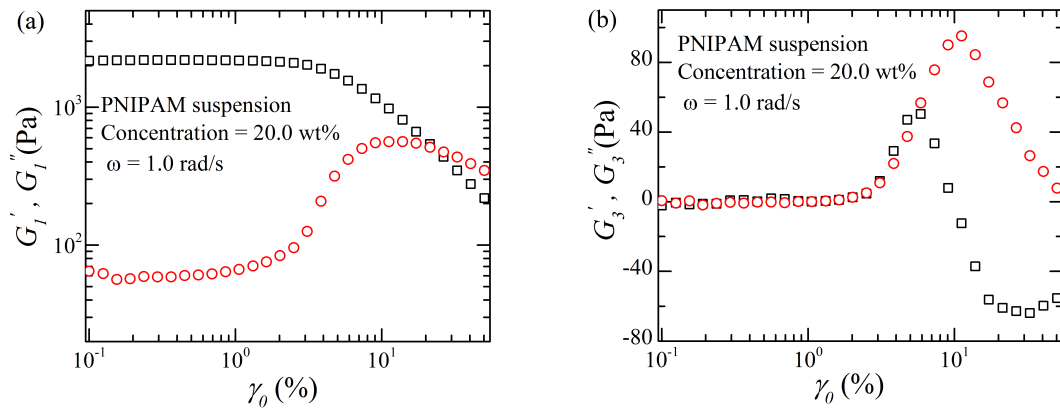 (a)
10³
10²
G₁', G₁'' (Pa)
PNIPAM suspension
Concentration = 20.0 wt%
ω = 1.0 rad/s
10⁻¹ 10⁰ 10¹
γ₀ (%)
(b)
80
40
0
-40
-80
G₃', G₃'' (Pa)
PNIPAM suspension
Concentration = 20.0 wt%
ω = 1.0 rad/s
10⁻¹ 10⁰ 10¹
γ₀ (%)